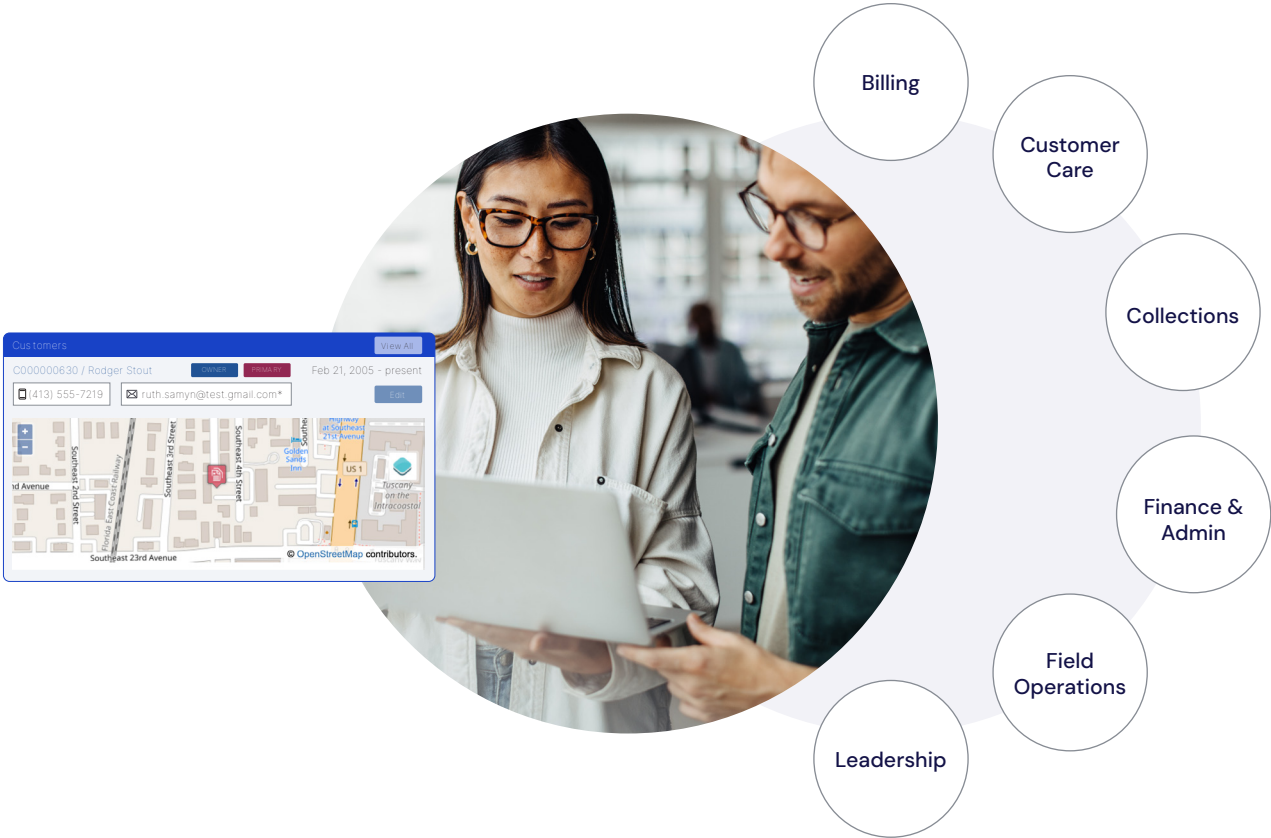 Billing
Customer
Care
Collections
Finance &
Admin
Field
Operations
Leadership
Customers
View All
C000000630 / Rodger Stout
OWNER
PRIMARY
Feb 21, 2005 - present
(413) 555-7219
ruth.samyn@test.gmail.com*
Edit
+
−
Highway
at Southeast
21st Avenue
Golden
Sands
Inn
US 1
Tuscany
on the
Intracoastal
nd Avenue
Southeast 2nd Street
Florida East Coast Railway
Southeast 3rd Street
Southeast 4th Street
Southe
Southeast 23rd Avenue
© OpenStreetMap contributors.